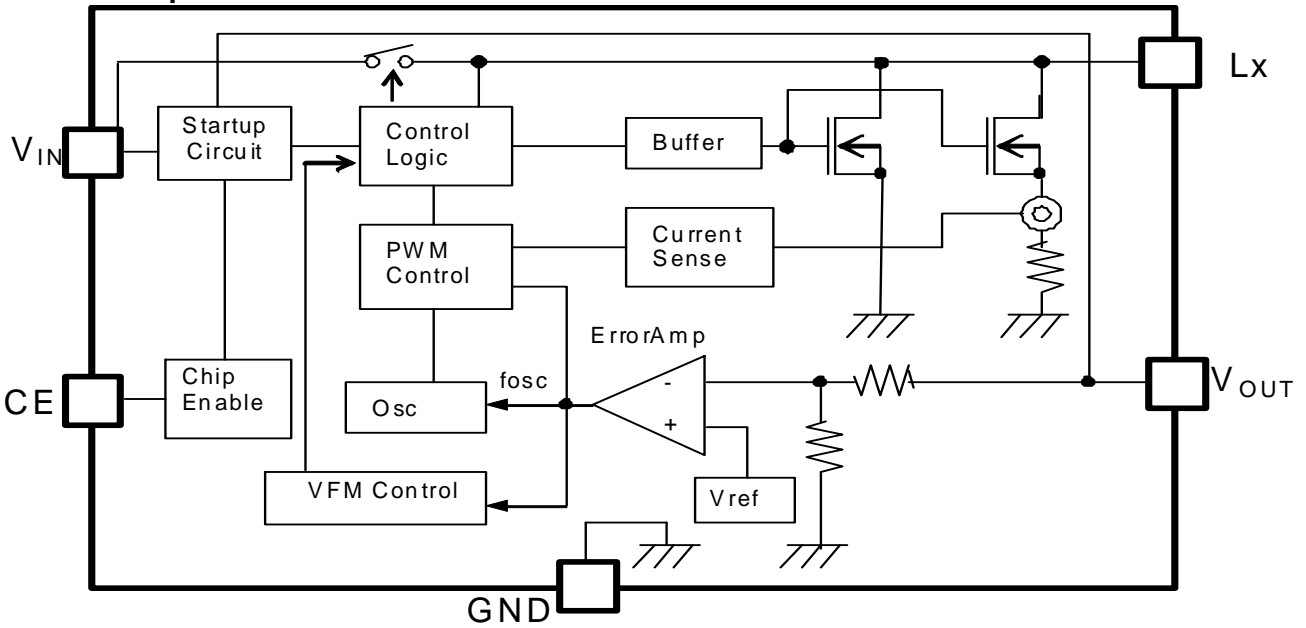 Lx
Startup
Circuit
Control
Logic
Buffer
VIN
PWM
Control
Current
Sense
ErrorAmp
Chip
Enable
CE
fosc
Osc
-
+
VOUT
VFM Control
Vref
GND